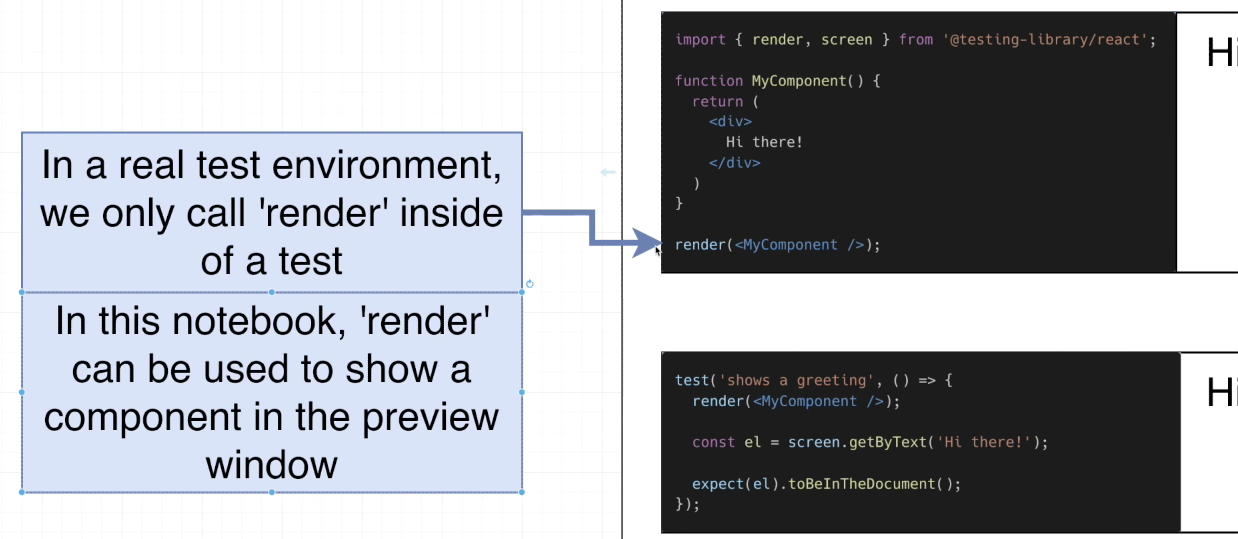 In a real test environment,
we only call 'render' inside
of a test
In this notebook, 'render'
can be used to show a
component in the preview
window
import { render, screen } from '@testing-library/react';
function MyComponent() {
return (
<div>
Hi there!
</div>
)
}
render(<MyComponent />);
Hi
test('shows a greeting', () => {
render(<MyComponent />);
const el = screen.getByText('Hi there!');
expect(el).toBeInTheDocument();
});
Hi